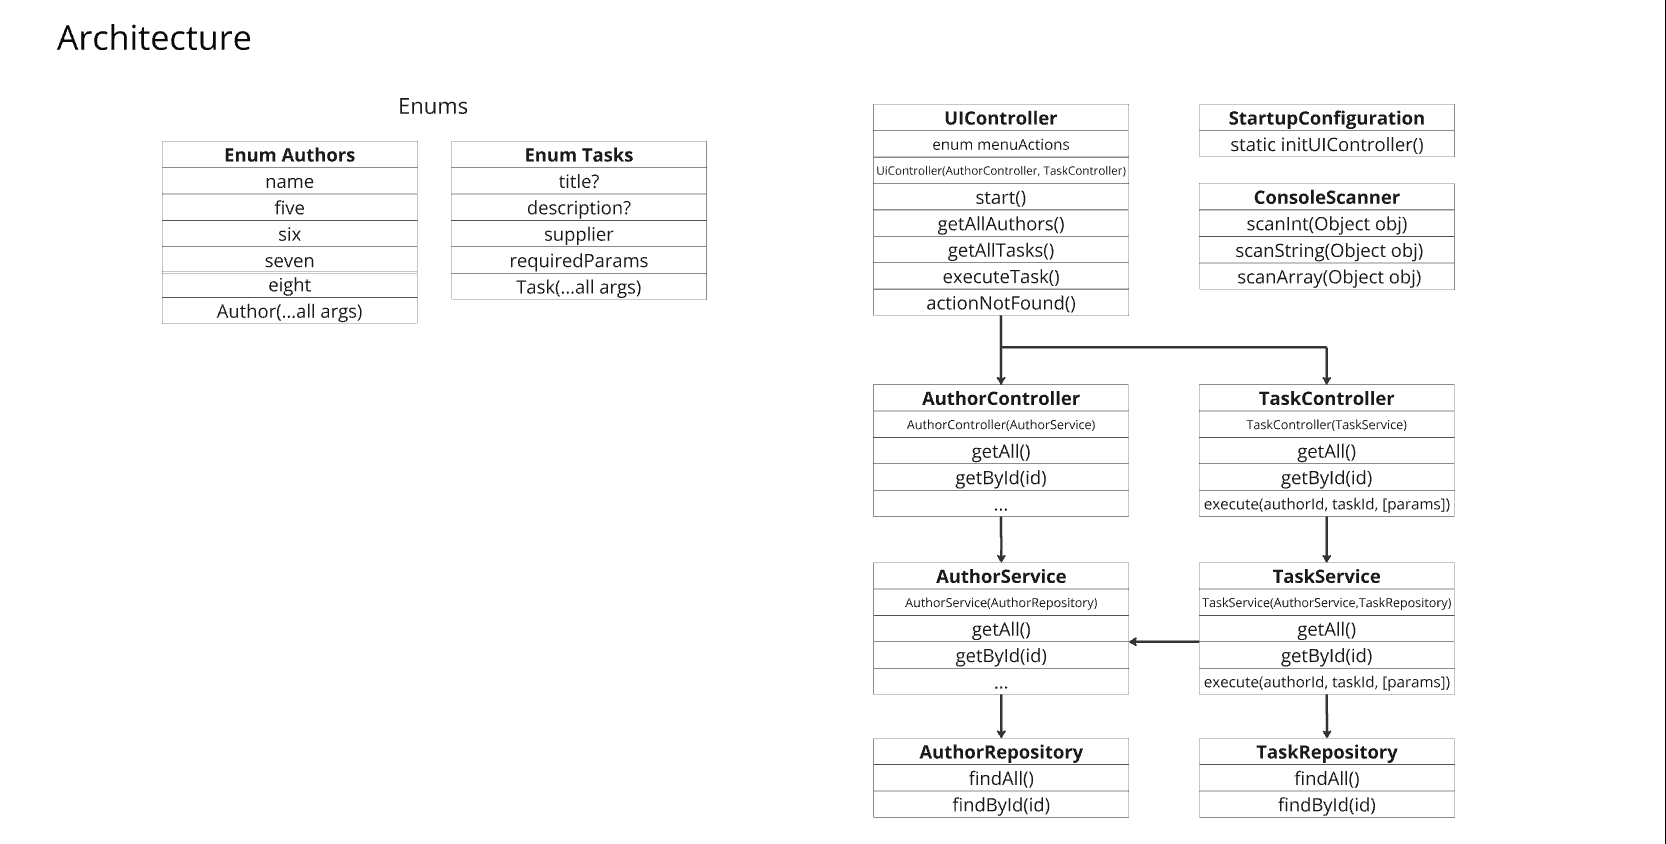 Architecture
Enums
Enum Authors
name
five
six
seven
eight
Author(...all args)
Enum Tasks
title?
description?
supplier
requiredParams
Task(...all args)
UIController
enum menuActions
UiController(AuthorController, TaskController)
start()
getAllAuthors()
getAllTasks()
executeTask()
actionNotFound()
StartupConfiguration
static initUIController()
ConsoleScanner
scanInt(Object obj)
scanString(Object obj)
scanArray(Object obj)
AuthorController
AuthorController(AuthorService)
getAll()
getById(id)
...
TaskController
TaskController(TaskService)
getAll()
getById(id)
execute(authorId, taskId, [params])
AuthorService
AuthorService(AuthorRepository)
getAll()
getById(id)
...
TaskService
TaskService(AuthorService,TaskRepository)
getAll()
getById(id)
execute(authorId, taskId, [params])
AuthorRepository
findAll()
findById(id)
TaskRepository
findAll()
findById(id)